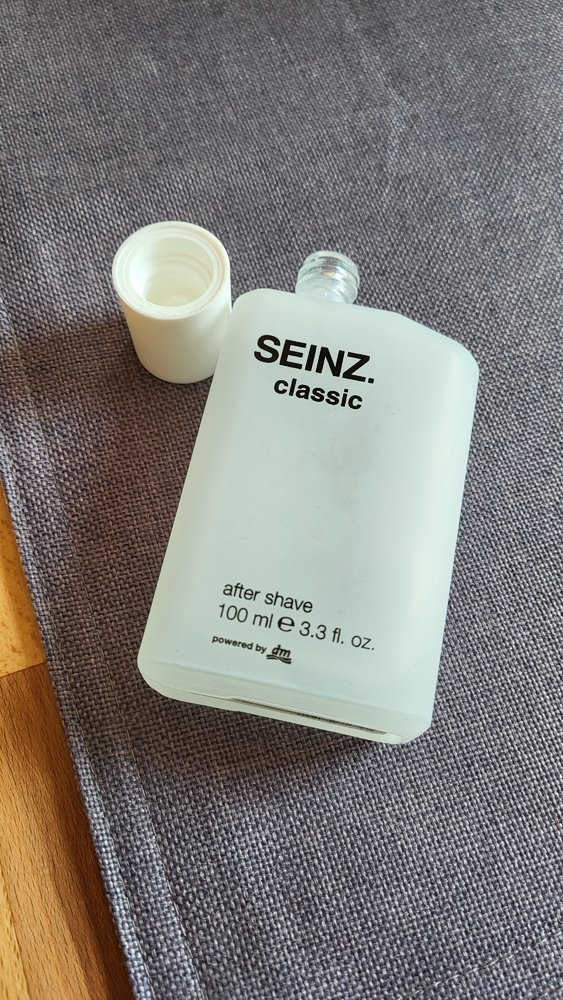 SEINZ.
classic
after shave
100 ml ℮ 3.3 fl. oz.
powered by dm